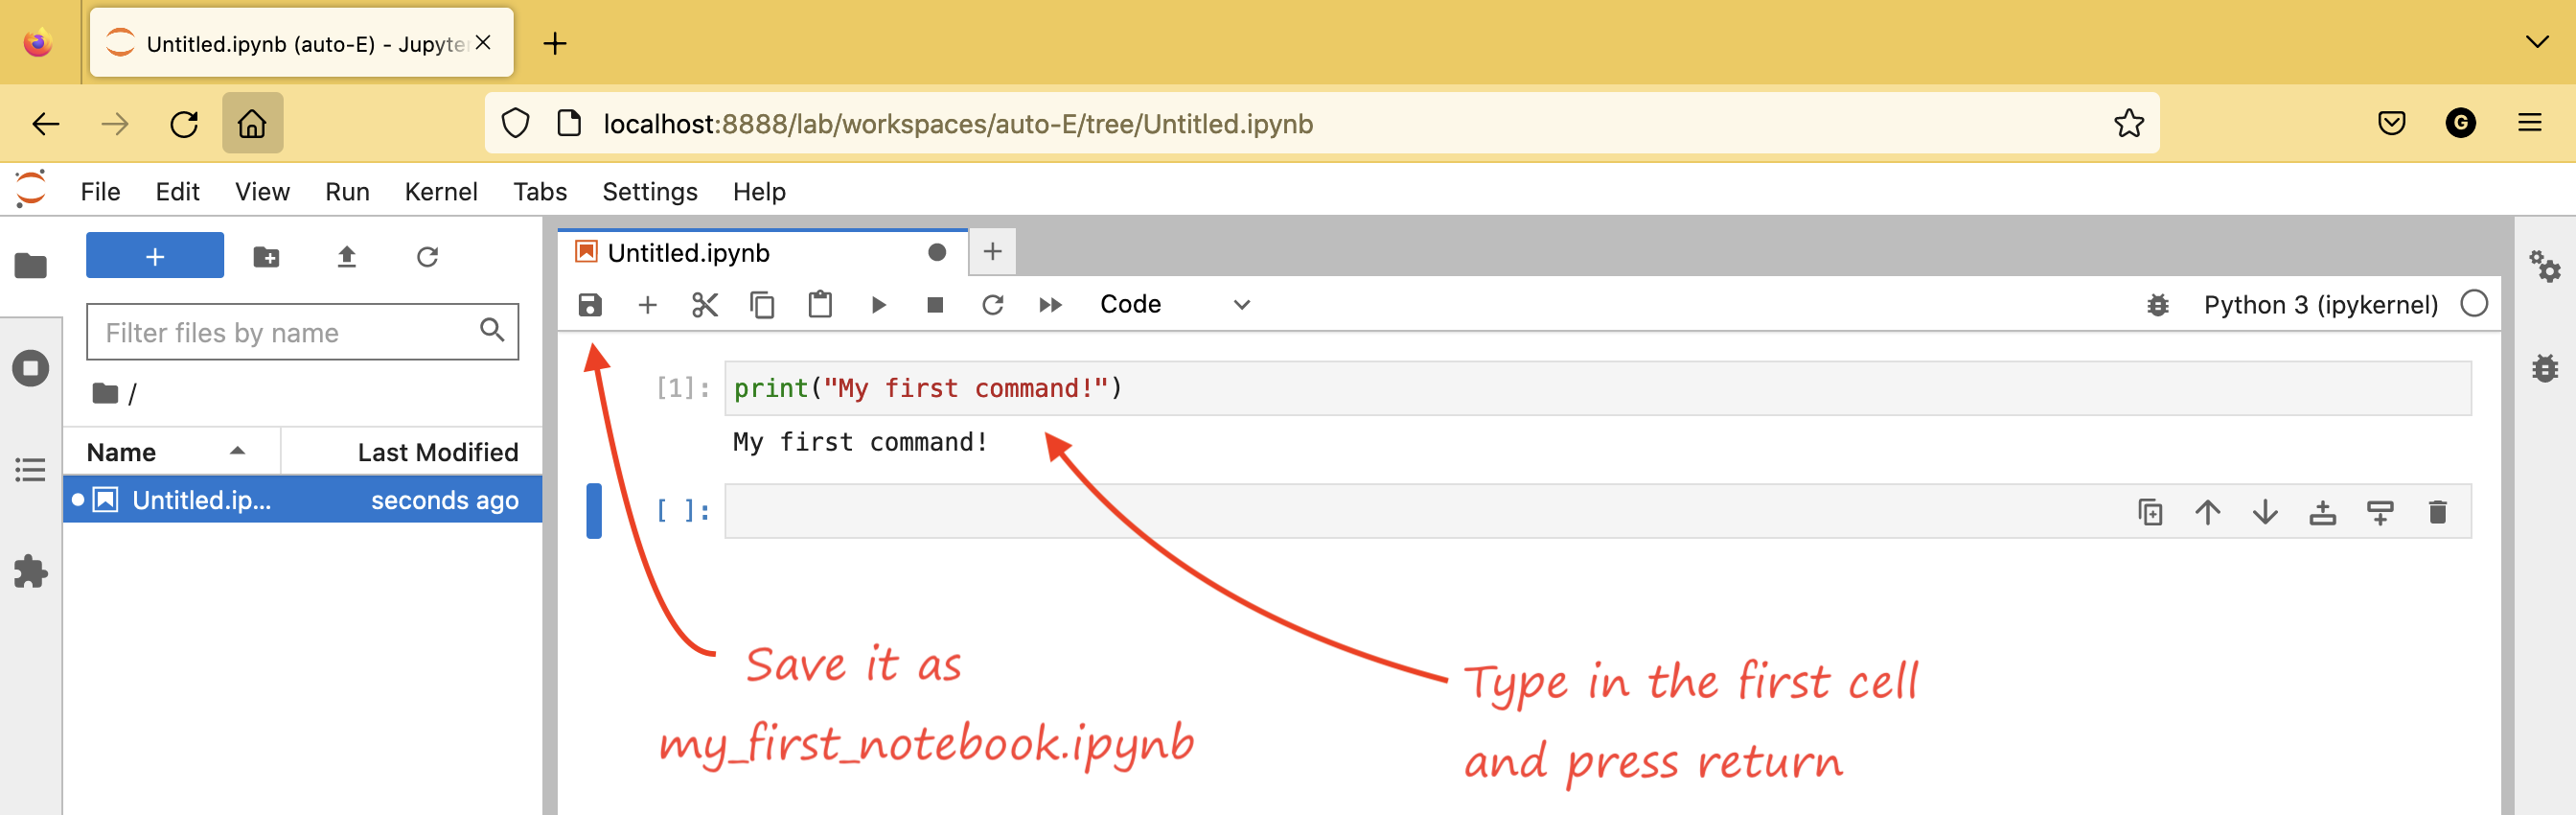 Untitled.ipynb (auto-E) - Jupyte
localhost:8888/lab/workspaces/auto-E/tree/Untitled.ipynb
G
File Edit View Run Kernel Tabs Settings Help
Filter files by name
/
Name Last Modified
Untitled.ip... seconds ago
Untitled.ipynb
Code Python 3 (ipykernel)
[1]: print("My first command!")
My first command!
[ ]:
Save it as
my_first_notebook.ipynb
Type in the first cell
and press return